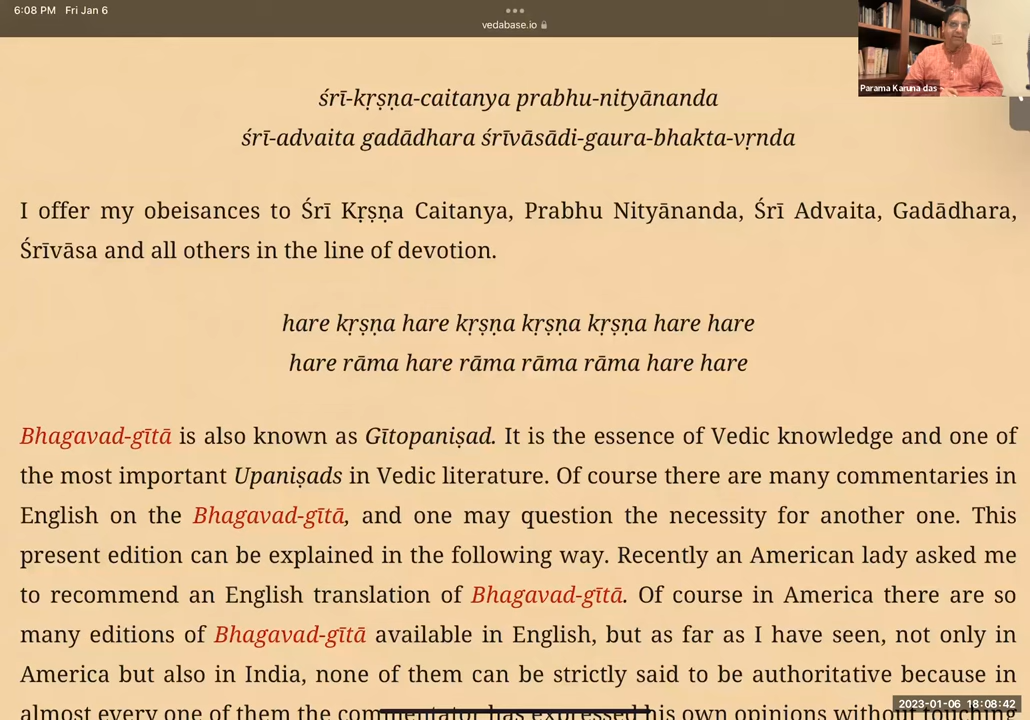 6:08 PM Fri Jan 6
vedabase.io
Parama Karuna das
śrī-kṛṣṇa-caitanya prabhu-nityānanda
śrī-advaita gadādhara śrīvāsādi-gaura-bhakta-vṛnda
I offer my obeisances to Śrī Kṛṣṇa Caitanya, Prabhu Nityānanda, Śrī Advaita, Gadādhara,
Śrīvāsa and all others in the line of devotion.
hare kṛṣṇa hare kṛṣṇa kṛṣṇa kṛṣṇa hare hare
hare rāma hare rāma rāma rāma hare hare
Bhagavad-gītā is also known as Gītopaniṣad. It is the essence of Vedic knowledge and one of
the most important Upaniṣads in Vedic literature. Of course there are many commentaries in
English on the Bhagavad-gītā, and one may question the necessity for another one. This
present edition can be explained in the following way. Recently an American lady asked me
to recommend an English translation of Bhagavad-gītā. Of course in America there are so
many editions of Bhagavad-gītā available in English, but as far as I have seen, not only in
America but also in India, none of them can be strictly said to be authoritative because in
almost every one of them the commentator has expressed his own opinions without
2023-01-06 18:08:42